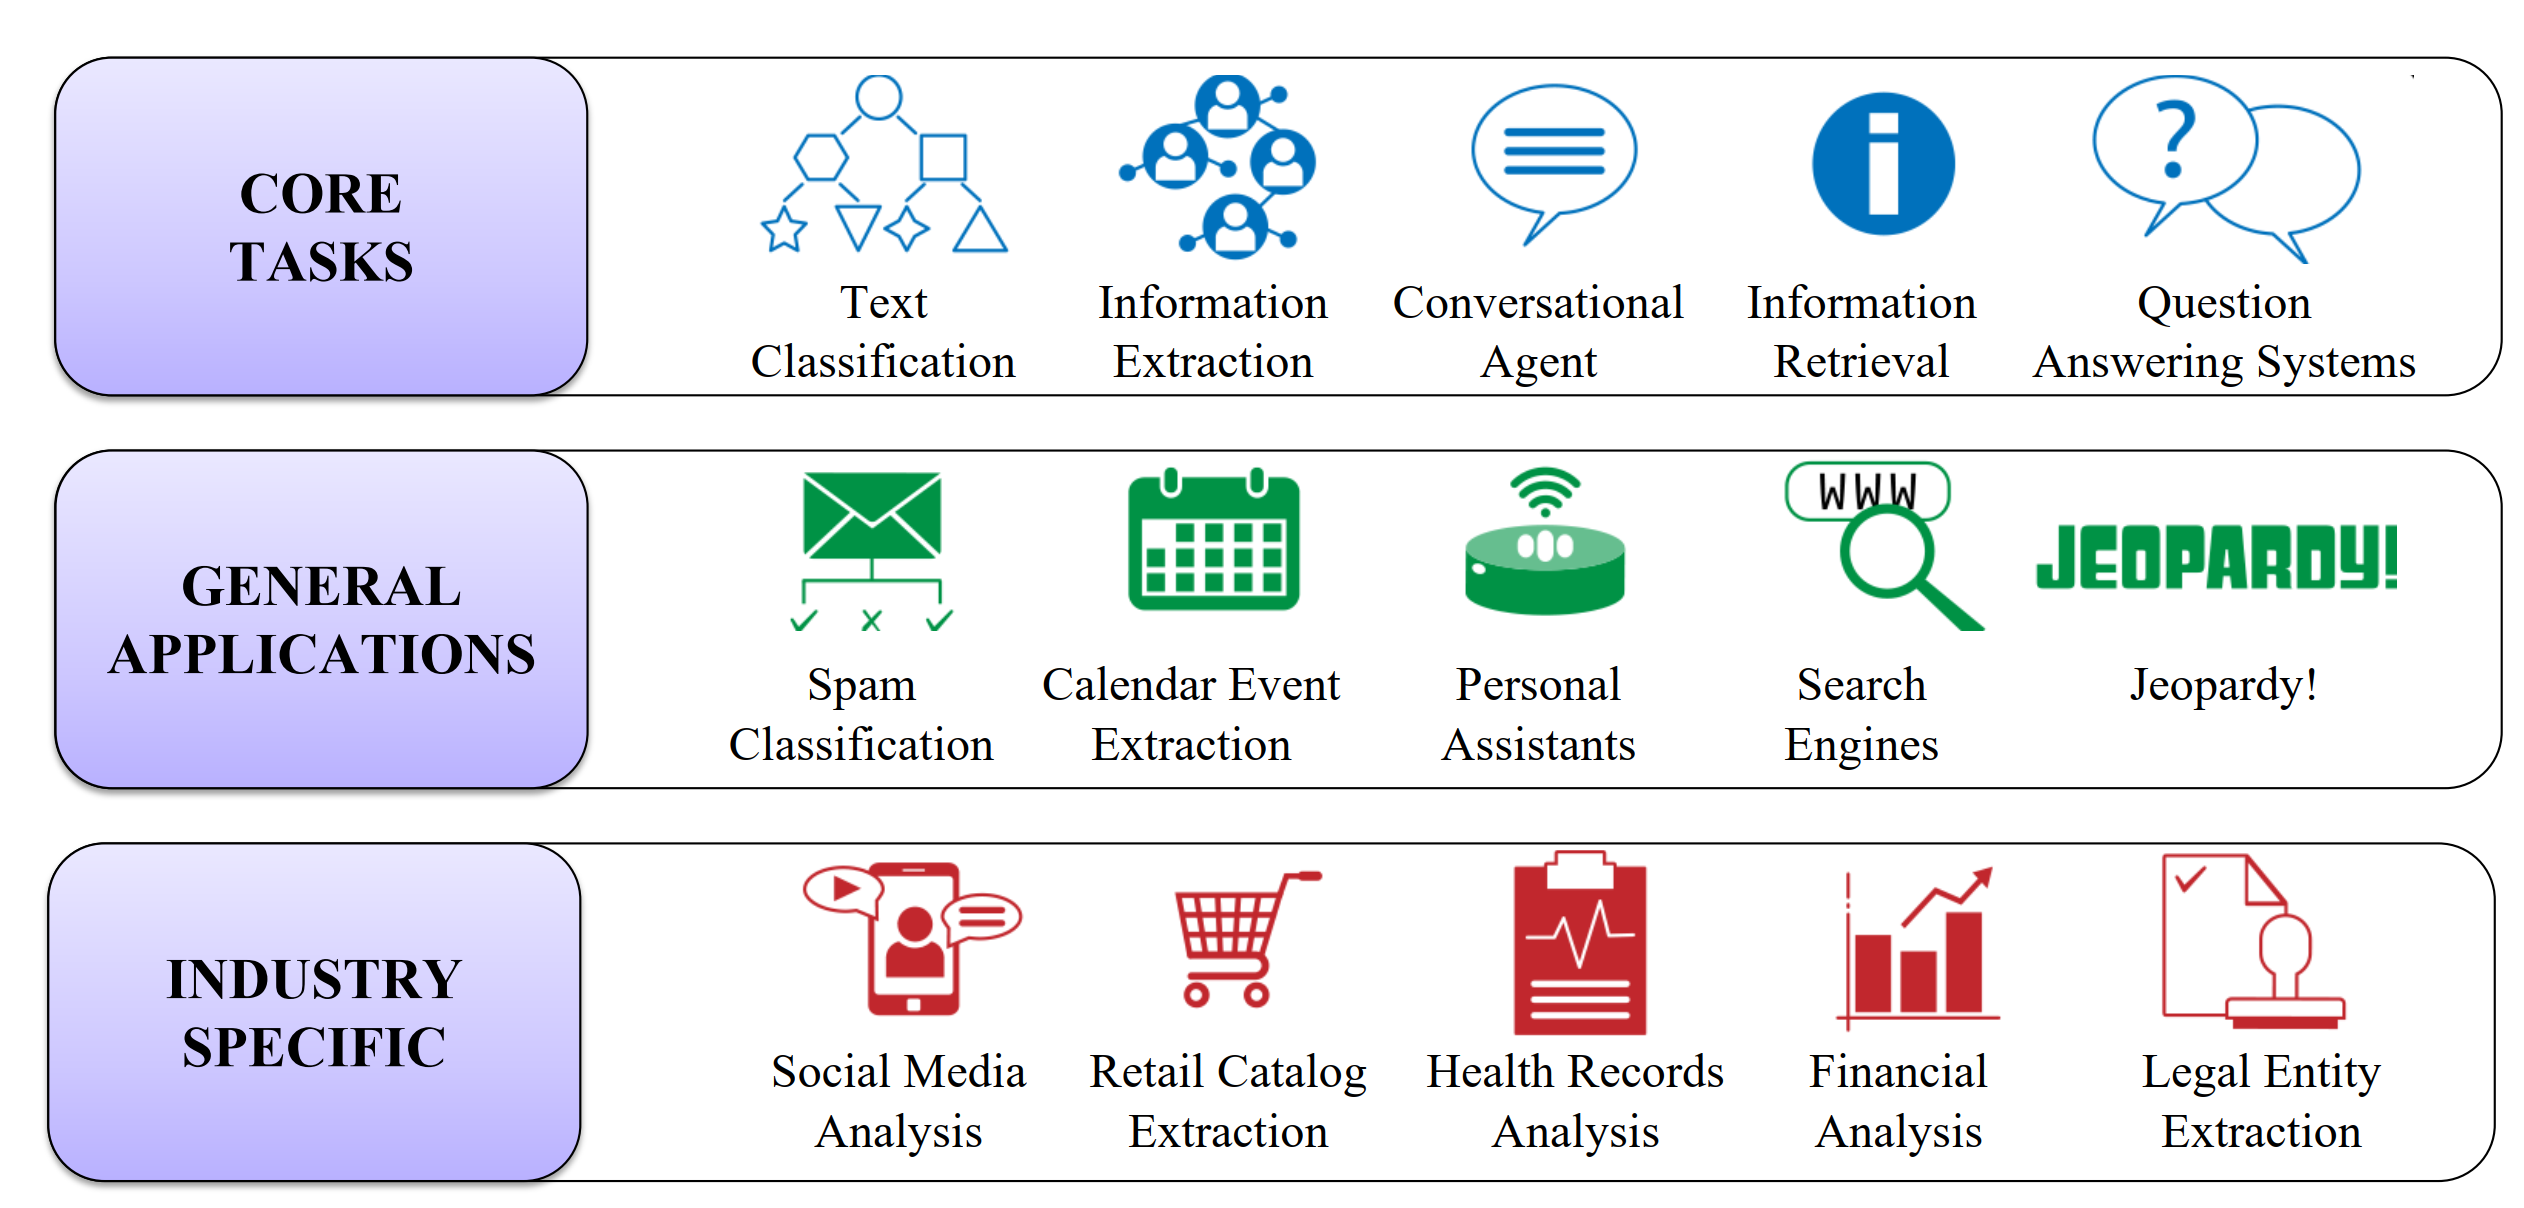 CORE
TASKS
Text
Classification
Information
Extraction
Conversational
Agent
Information
Retrieval
?
Question
Answering Systems
GENERAL
APPLICATIONS
Spam
Classification
Calendar Event
Extraction
Personal
Assistants
WWW
Search
Engines
JEOPARDY!
Jeopardy!
INDUSTRY
SPECIFIC
Social Media
Analysis
Retail Catalog
Extraction
Health Records
Analysis
Financial
Analysis
Legal Entity
Extraction